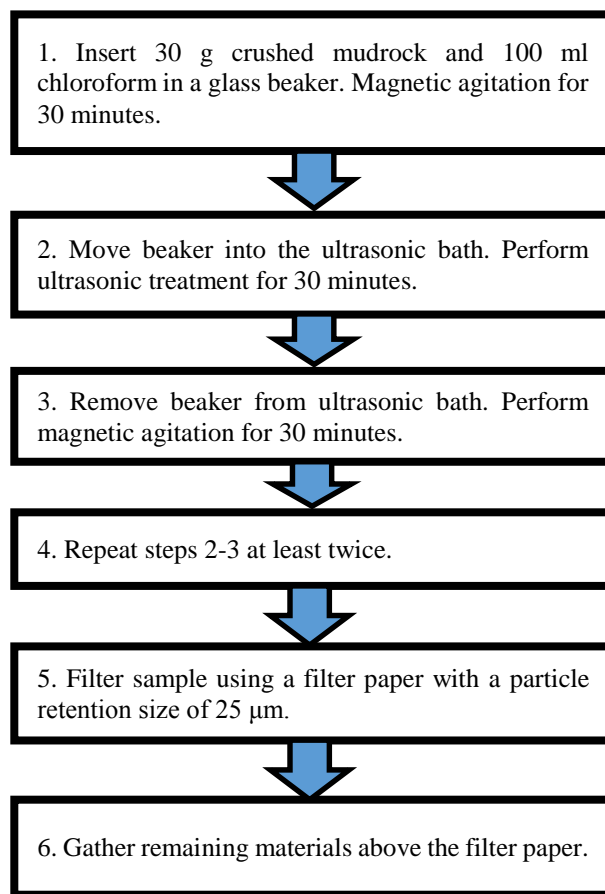 1. Insert 30 g crushed mudrock and 100 ml
chloroform in a glass beaker. Magnetic agitation for
30 minutes.
2. Move beaker into the ultrasonic bath. Perform
ultrasonic treatment for 30 minutes.
3. Remove beaker from ultrasonic bath. Perform
magnetic agitation for 30 minutes.
4. Repeat steps 2-3 at least twice.
5. Filter sample using a filter paper with a particle
retention size of 25 μm.
6. Gather remaining materials above the filter paper.